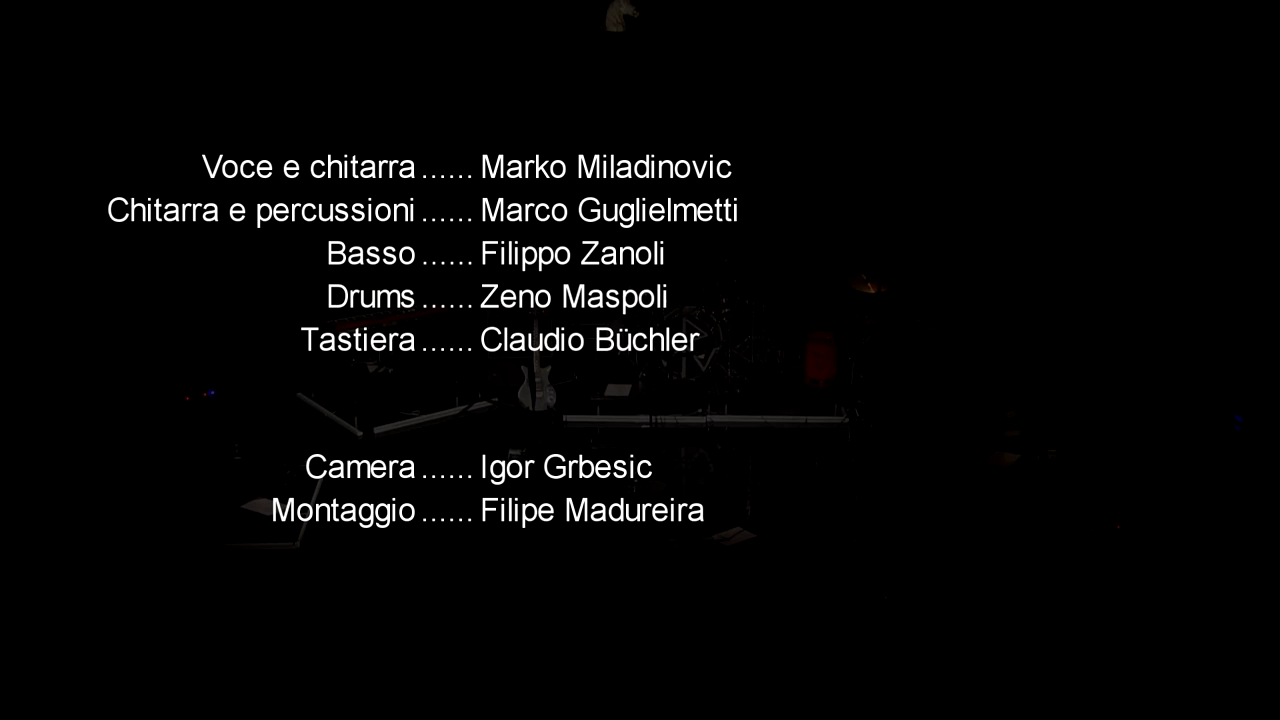 Voce e chitarra ...... Marko Miladinovic
Chitarra e percussioni ...... Marco Guglielmetti
Basso ...... Filippo Zanoli
Drums ...... Zeno Maspoli
Tastiera ...... Claudio Büchler
Camera ...... Igor Grbesic
Montaggio ...... Filipe Madureira